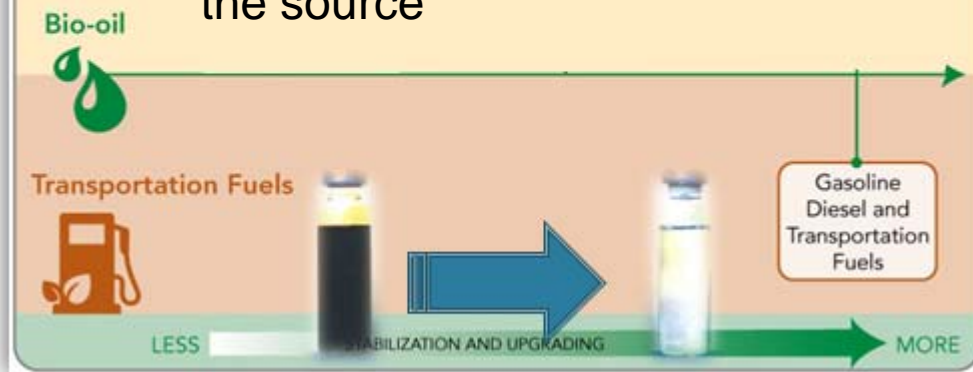 the source
Bio-oil
Transportation Fuels
Gasoline
Diesel and
Transportation
Fuels
LESS
STABILIZATION AND UPGRADING
MORE